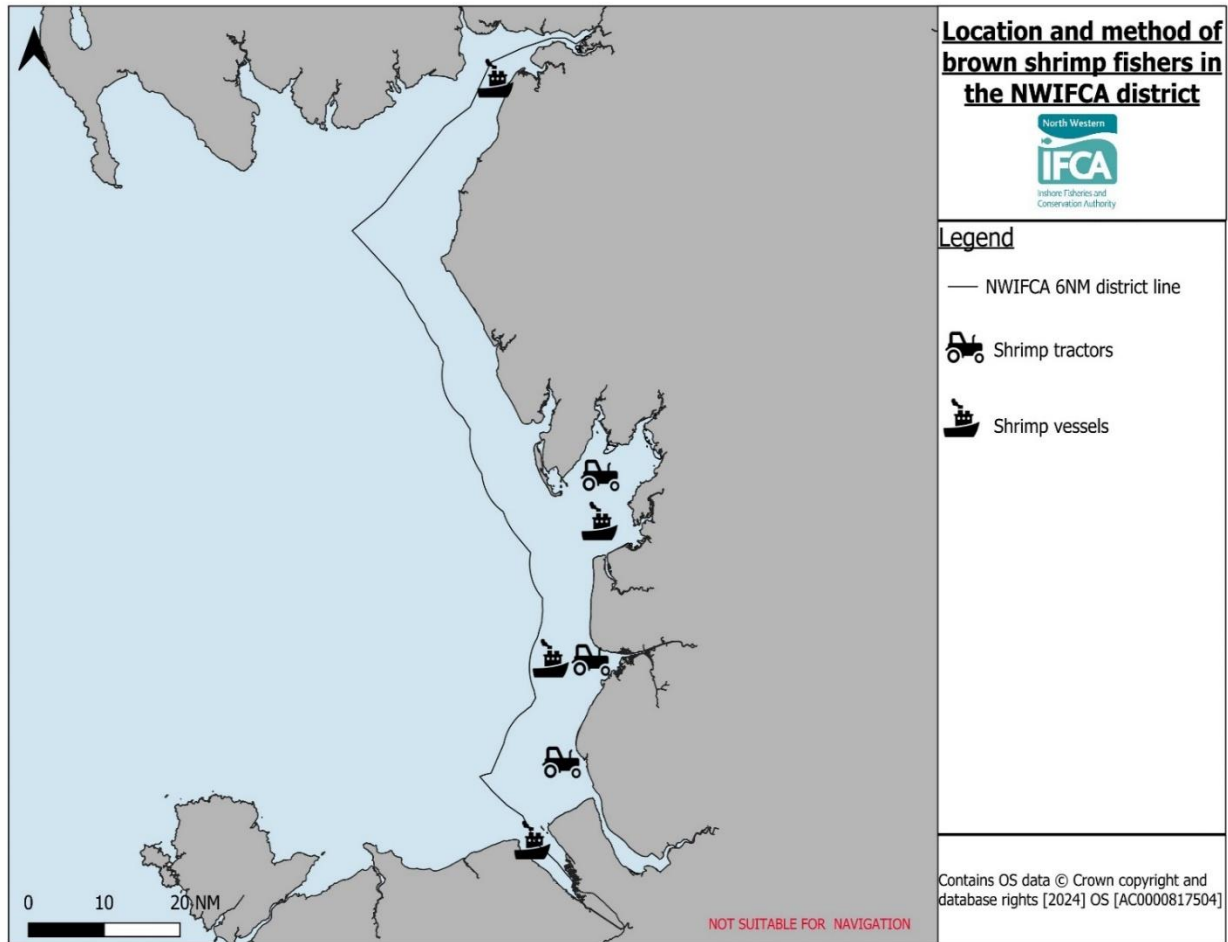 Location and method of
brown shrimp fishers in
the NWIFCA district
North Western
IFCA
Inshore Fisheries and
Conservation Authority
Legend
NWIFCA 6NM district line
Shrimp tractors
Shrimp vessels
0 10 20 NM
NOT SUITABLE FOR NAVIGATION
Contains OS data © Crown copyright and
database rights [2024] OS [AC0000817504]